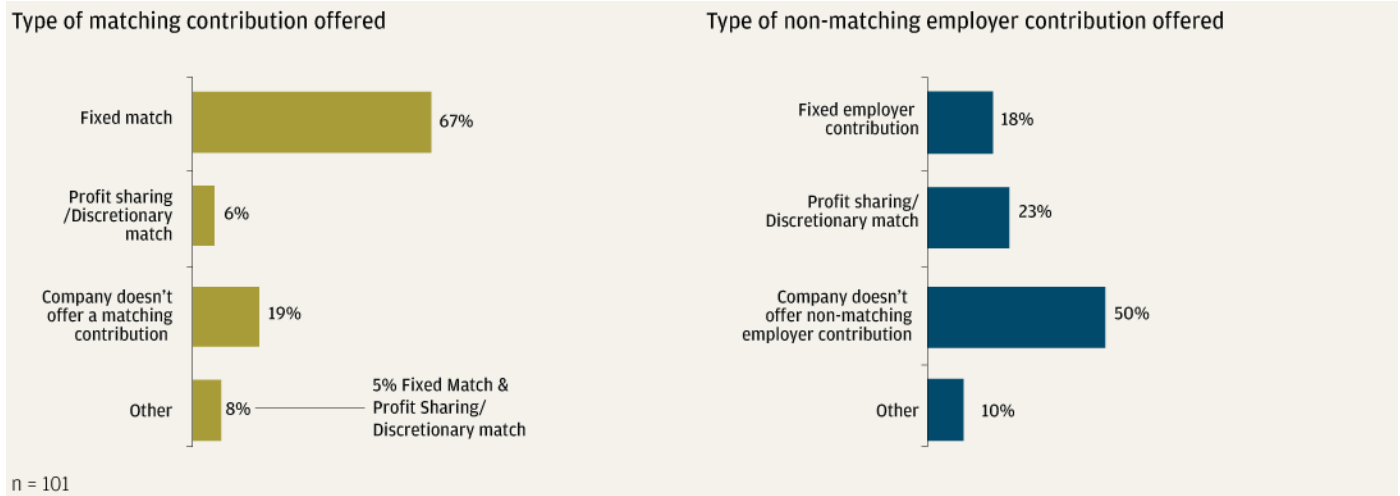 Type of matching contribution offered
Fixed match
67%
Profit sharing
/Discretionary
match
6%
Company doesn't
offer a matching
contribution
19%
Other
8%
5% Fixed Match &
Profit Sharing/
Discretionary match
n = 101
Type of non-matching employer contribution offered
Fixed employer
contribution
18%
Profit sharing/
Discretionary match
23%
Company doesn't
offer non-matching
employer contribution
50%
Other
10%